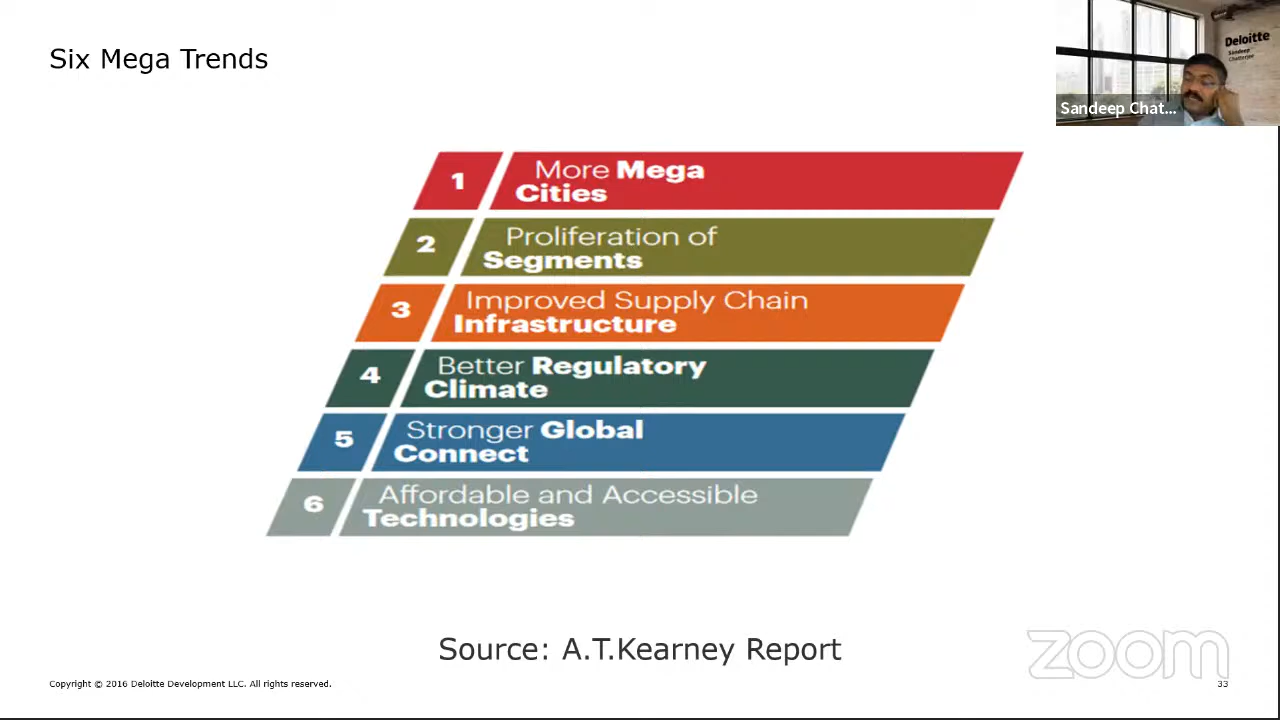 Six Mega Trends
Deloitte
Sandeep
Chatterjee
Sandeep Chat...
1
More Mega
Cities
2
Proliferation of
Segments
3
Improved Supply Chain
Infrastructure
4
Better Regulatory
Climate
5
Stronger Global
Connect
6
Affordable and Accessible
Technologies
Source: A.T.Kearney Report
zoom
Copyright © 2016 Deloitte Development LLC. All rights reserved.
33